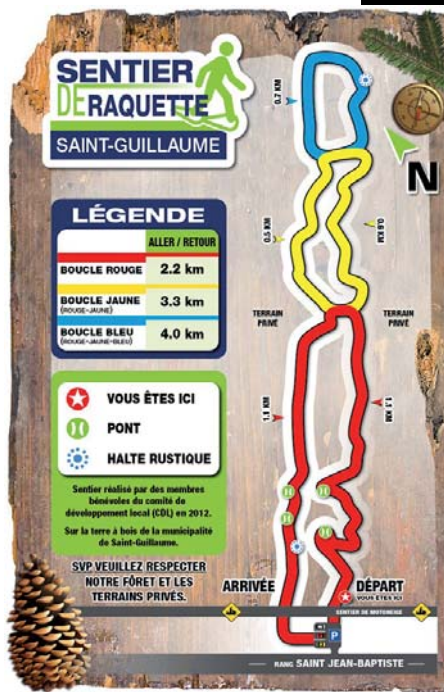 SENTIER
DE RAQUETTE
SAINT-GUILLAUME
LÉGENDE
ALLER / RETOUR
BOUCLE ROUGE 2.2 km
BOUCLE JAUNE 3.3 km
(ROUGE-JAUNE)
BOUCLE BLEU 4.0 km
(ROUGE-JAUNE-BLEU)
VOUS ÊTES ICI
PONT
HALTE RUSTIQUE
Sentier réalisé par des membres
bénévoles du comité de
développement local (CDL) en 2012.
Sur la terre à bois de la municipalité
de Saint-Guillaume.
SVP VEUILLEZ RESPECTER
NOTRE FÔRET ET LES
TERRAINS PRIVÉS.
N
0.7 KM
0.5 KM
0.6 KM
TERRAIN
PRIVÉ
TERRAIN
PRIVÉ
1.1 KM
ARRIVÉE
DÉPART
VOUS ÊTES ICI
SENTIER DE MOTONEIGE
P
RANG SAINT JEAN-BAPTISTE